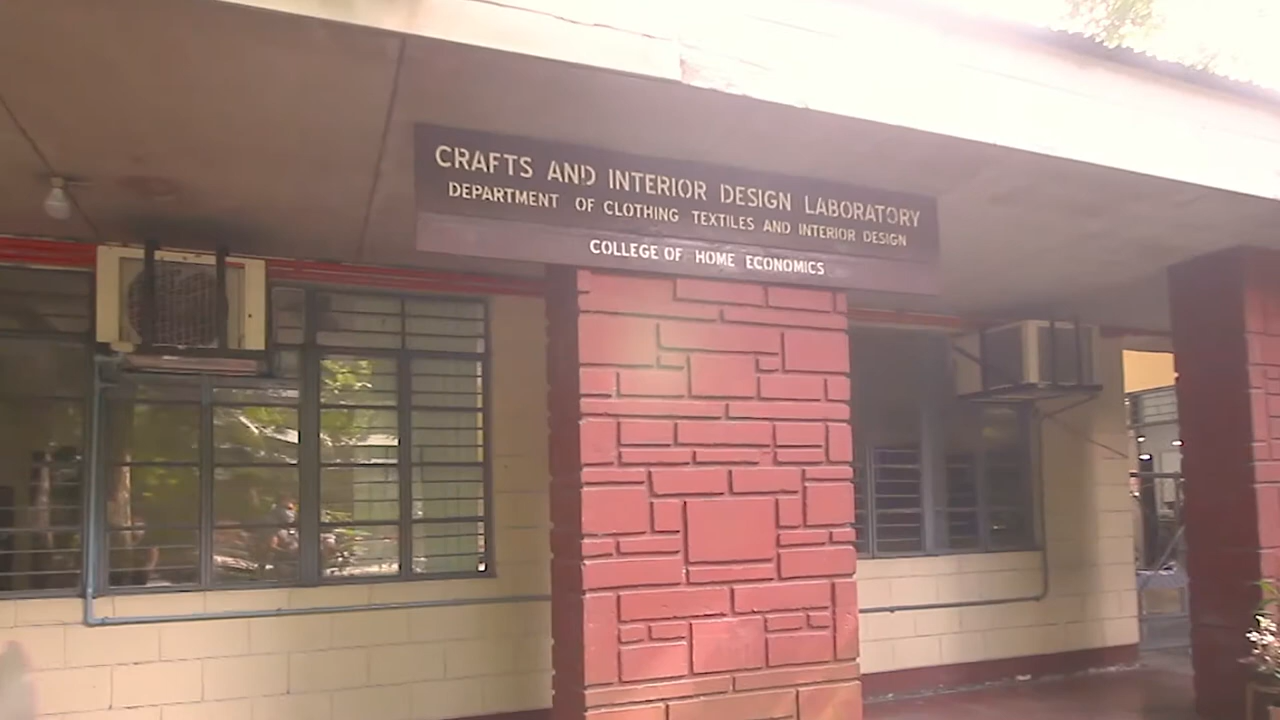 CRAFTS AND INTERIOR DESIGN LABORATORY
DEPARTMENT OF CLOTHING TEXTILES AND INTERIOR DESIGN
COLLEGE OF HOME ECONOMICS